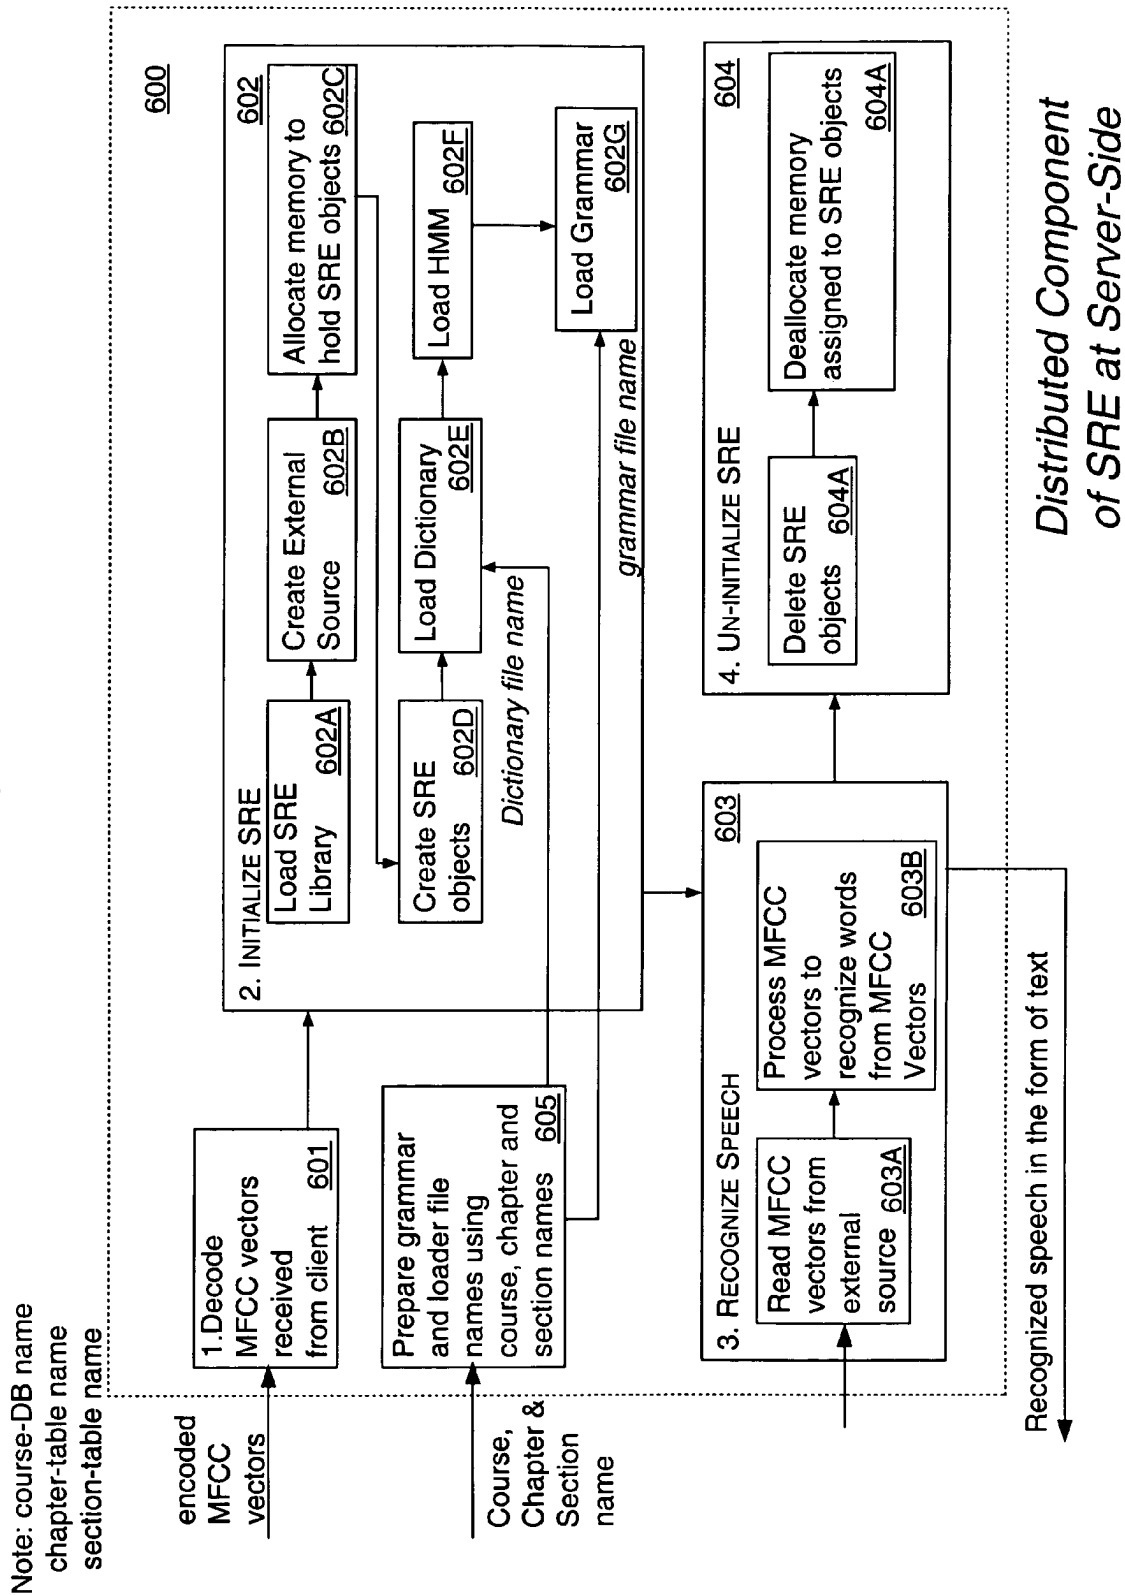 Note: course-DB name
chapter-table name
section-table name
encoded
MFCC
vectors
Course,
Chapter &
Section
name
600
1.Decode
MFCC vectors
received
from client 601
Prepare grammar
and loader file
names using
course, chapter and
section names 605
2. INITIALIZE SRE
602
Load SRE
Library 602A
Create External
Source 602B
Allocate memory to
hold SRE objects 602C
Create SRE
objects 602D
Load Dictionary
602E
Load HMM
602F
Dictionary file name
Load Grammar
602G
grammar file name
3. RECOGNIZE SPEECH
603
Read MFCC
vectors from
external
source 603A
Process MFCC
vectors to
recognize words
from MFCC
Vectors 603B
4. UN-INITIALIZE SRE
604
Delete SRE
objects 604A
Deallocate memory
assigned to SRE objects
604A
Recognized speech in the form of text
Distributed Component
of SRE at Server-Side